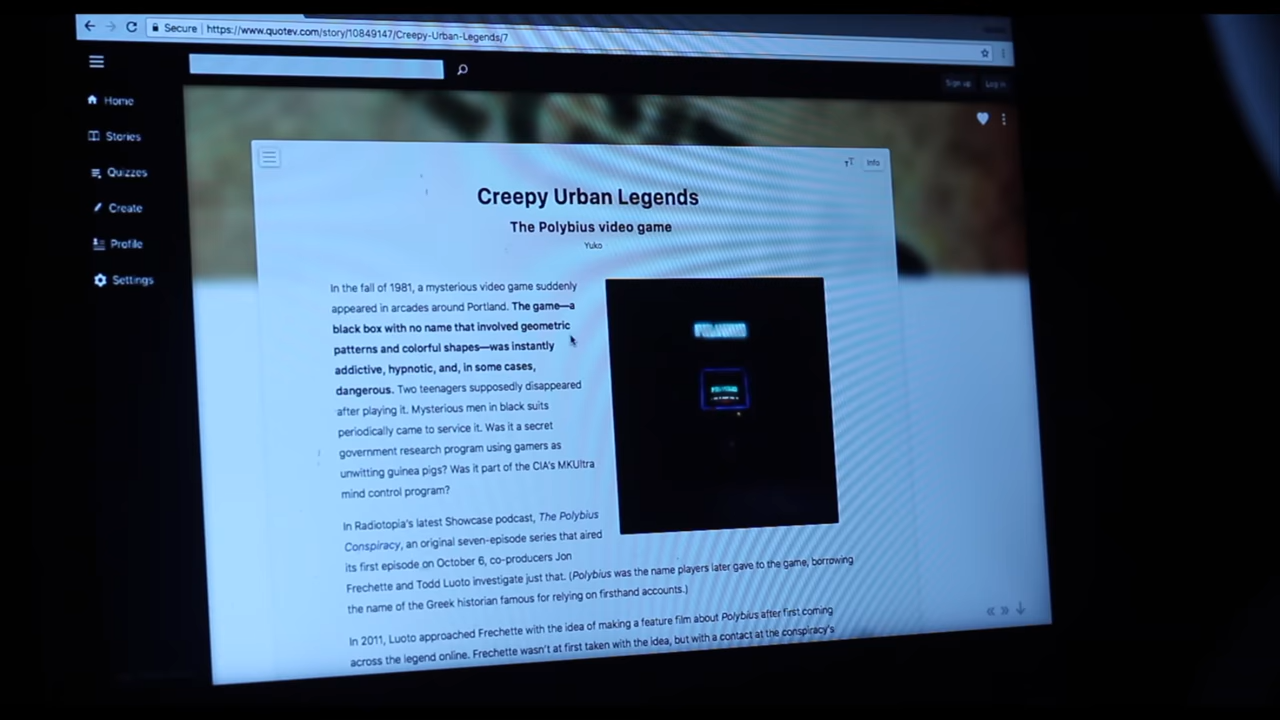 Secure | https://www.quotev.com/story/10849147/Creepy-Urban-Legends/7
Sign up Log in
Home
Stories
Quizzes
Create
Profile
Settings
TT Info
Creepy Urban Legends
The Polybius video game
Yuko
In the fall of 1981, a mysterious video game suddenly
appeared in arcades around Portland. The game—a
black box with no name that involved geometric
patterns and colorful shapes—was instantly
addictive, hypnotic, and, in some cases,
dangerous. Two teenagers supposedly disappeared
after playing it. Mysterious men in black suits
periodically came to service it. Was it a secret
government research program using gamers as
unwitting guinea pigs? Was it part of the CIA's MKUltra
mind control program?
In Radiotopia's latest Showcase podcast, The Polybius
Conspiracy, an original seven-episode series that aired
its first episode on October 6, co-producers Jon
Frechette and Todd Luoto investigate just that. (Polybius was the name players later gave to the game, borrowing
the name of the Greek historian famous for relying on firsthand accounts.)
In 2011, Luoto approached Frechette with the idea of making a feature film about Polybius after first coming
across the legend online. Frechette wasn't at first taken with the idea, but with a contact at the conspiracy's